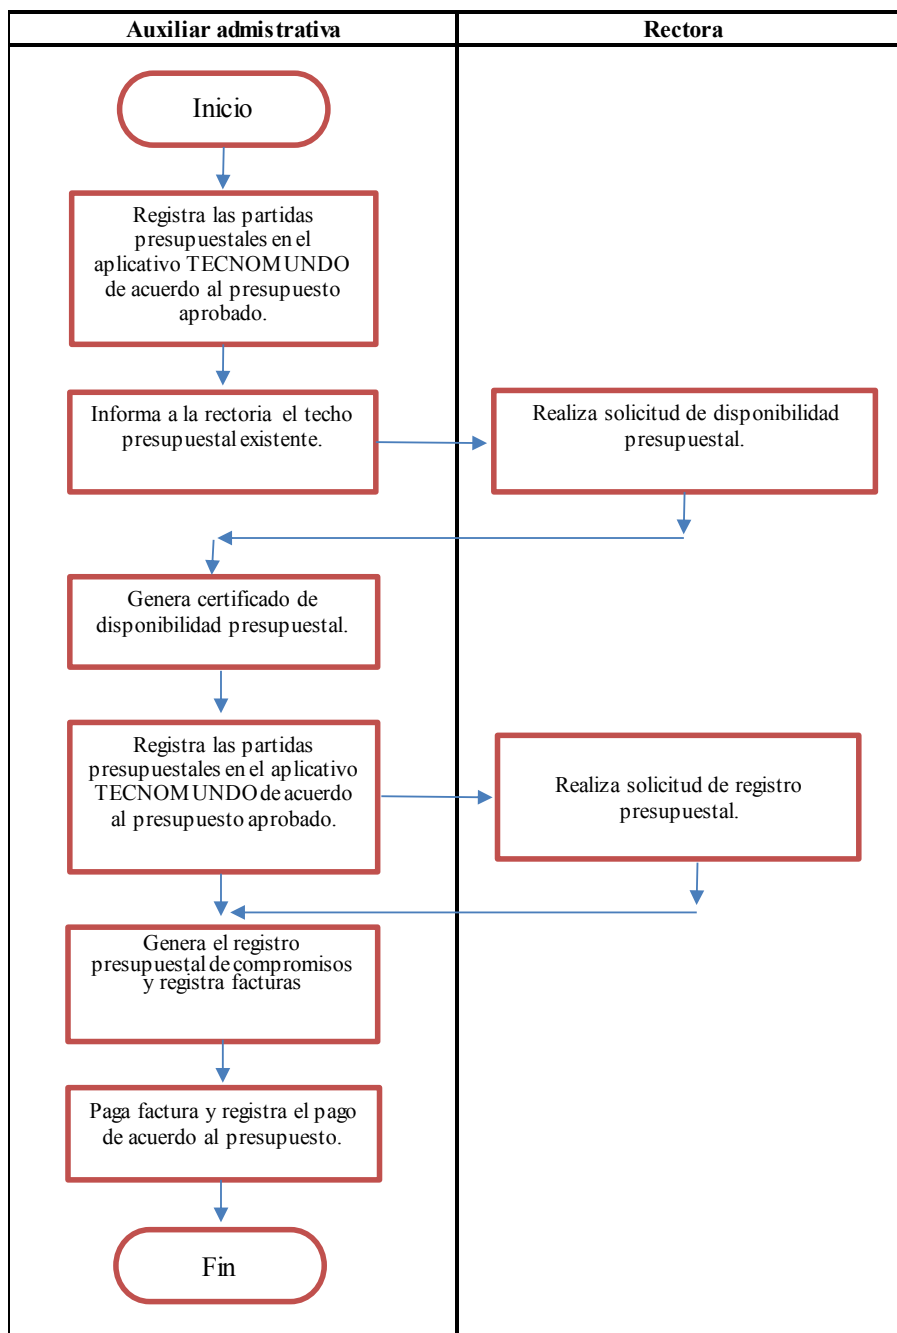 Auxiliar admistrativa
Rectora
Inicio
Registra las partidas
presupuestales en el
aplicativo TECNOMUNDO
de acuerdo al presupuesto
aprobado.
Informa a la rectoria el techo
presupuestal existente.
Realiza solicitud de disponibilidad
presupuestal.
Genera certificado de
disponibilidad presupuestal.
Registra las partidas
presupuestales en el aplicativo
TECNOMUNDO de acuerdo
al presupuesto aprobado.
Realiza solicitud de registro
presupuestal.
Genera el registro
presupuestal de compromisos
y registra facturas
Paga factura y registra el pago
de acuerdo al presupuesto.
Fin